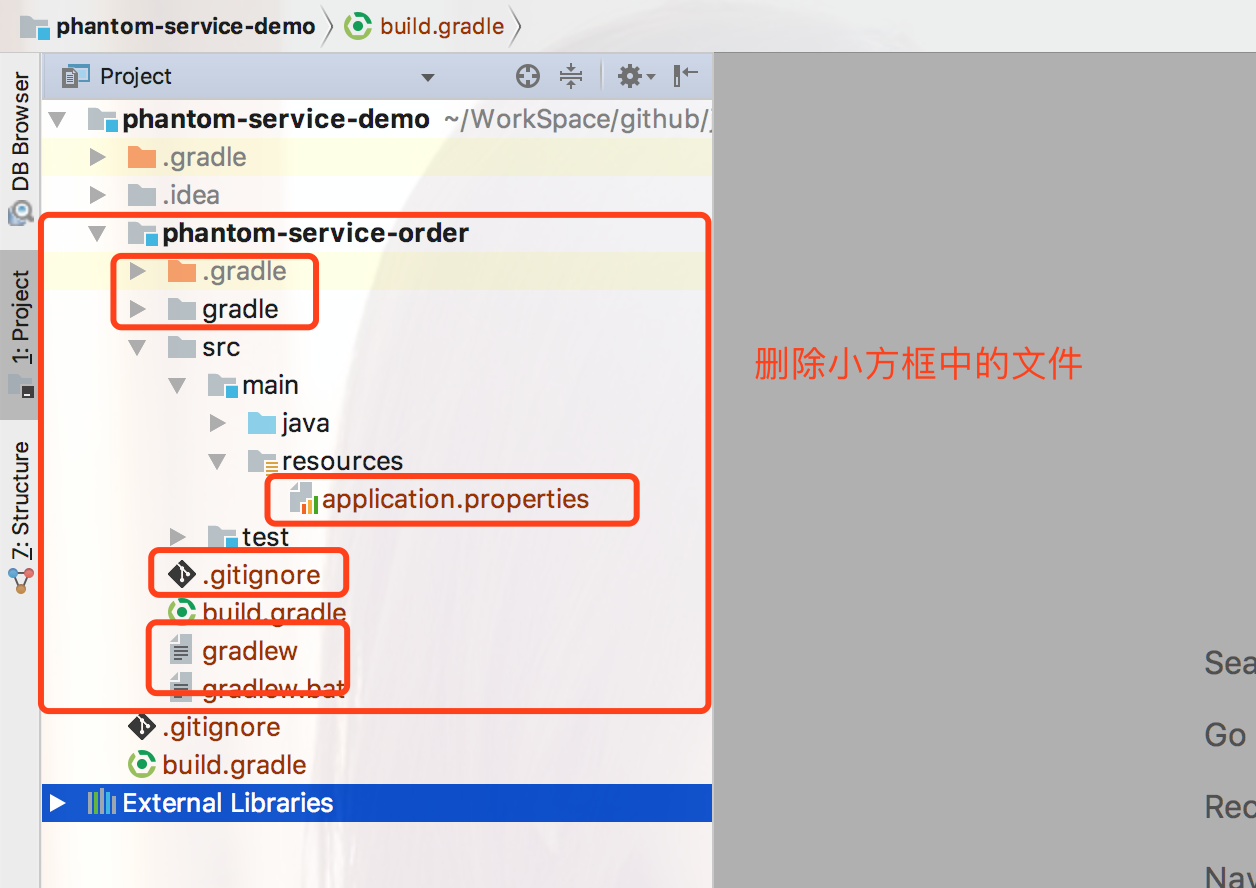 phantom-service-demo build.gradle
DB Browser
1: Project
7: Structure
Project
phantom-service-demo ~/WorkSpace/github/
.gradle
.idea
phantom-service-order
.gradle
gradle
src
main
java
resources
application.properties
test
.gitignore
build.gradle
gradlew
gradlew.bat
.gitignore
build.gradle
External Libraries
删除小方框中的文件
Sea
Go
Rec
Nav